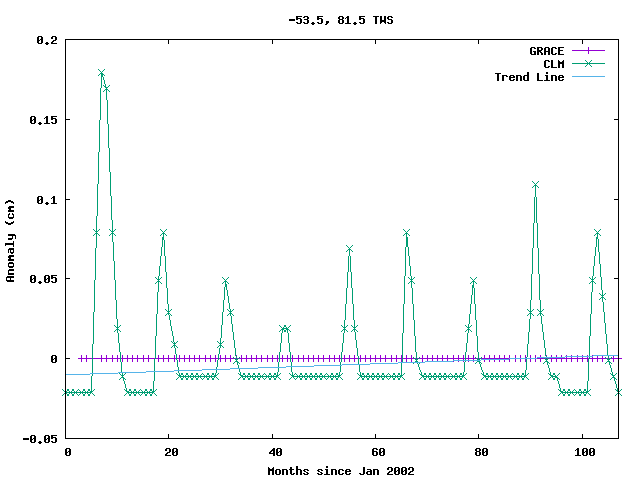 -53.5, 81.5 TWS
GRACE
CLM
Trend Line
Anomaly (cm)
0.2
0.15
0.1
0.05
0
-0.05
0 20 40 60 80 100
Months since Jan 2002